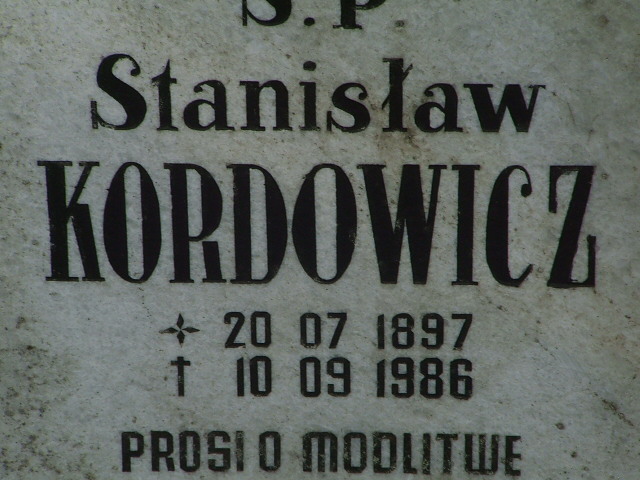 Ś.P.
Stanisław
KORDOWICZ
20 07 1897
† 10 09 1986
PROSI O MODLITWE